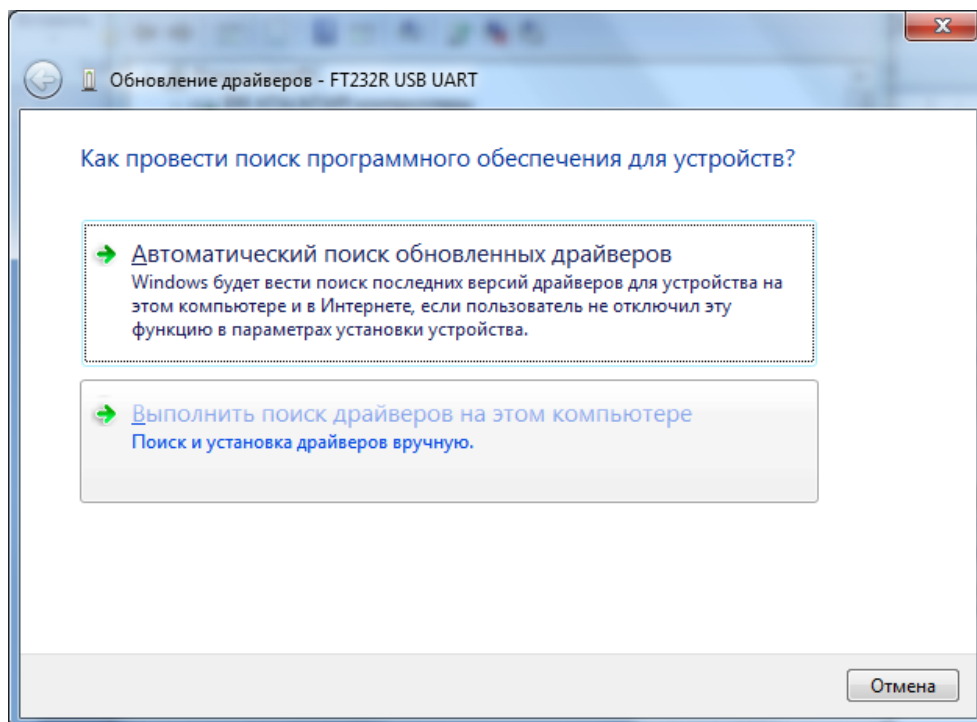 Обновление драйверов - FT232R USB UART
Как провести поиск программного обеспечения для устройств?
Автоматический поиск обновленных драйверов
Windows будет вести поиск последних версий драйверов для устройства на
этом компьютере и в Интернете, если пользователь не отключил эту
функцию в параметрах установки устройства.
Выполнить поиск драйверов на этом компьютере
Поиск и установка драйверов вручную.
Отмена